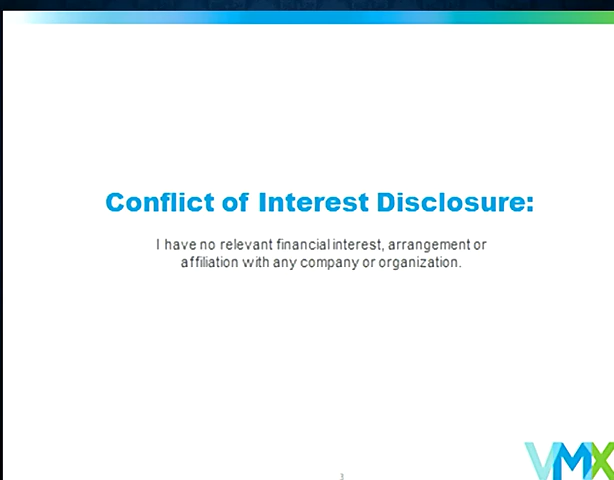 Conflict of Interest Disclosure:
I have no relevant financial interest, arrangement or
affiliation with any company or organization.
3
VMX